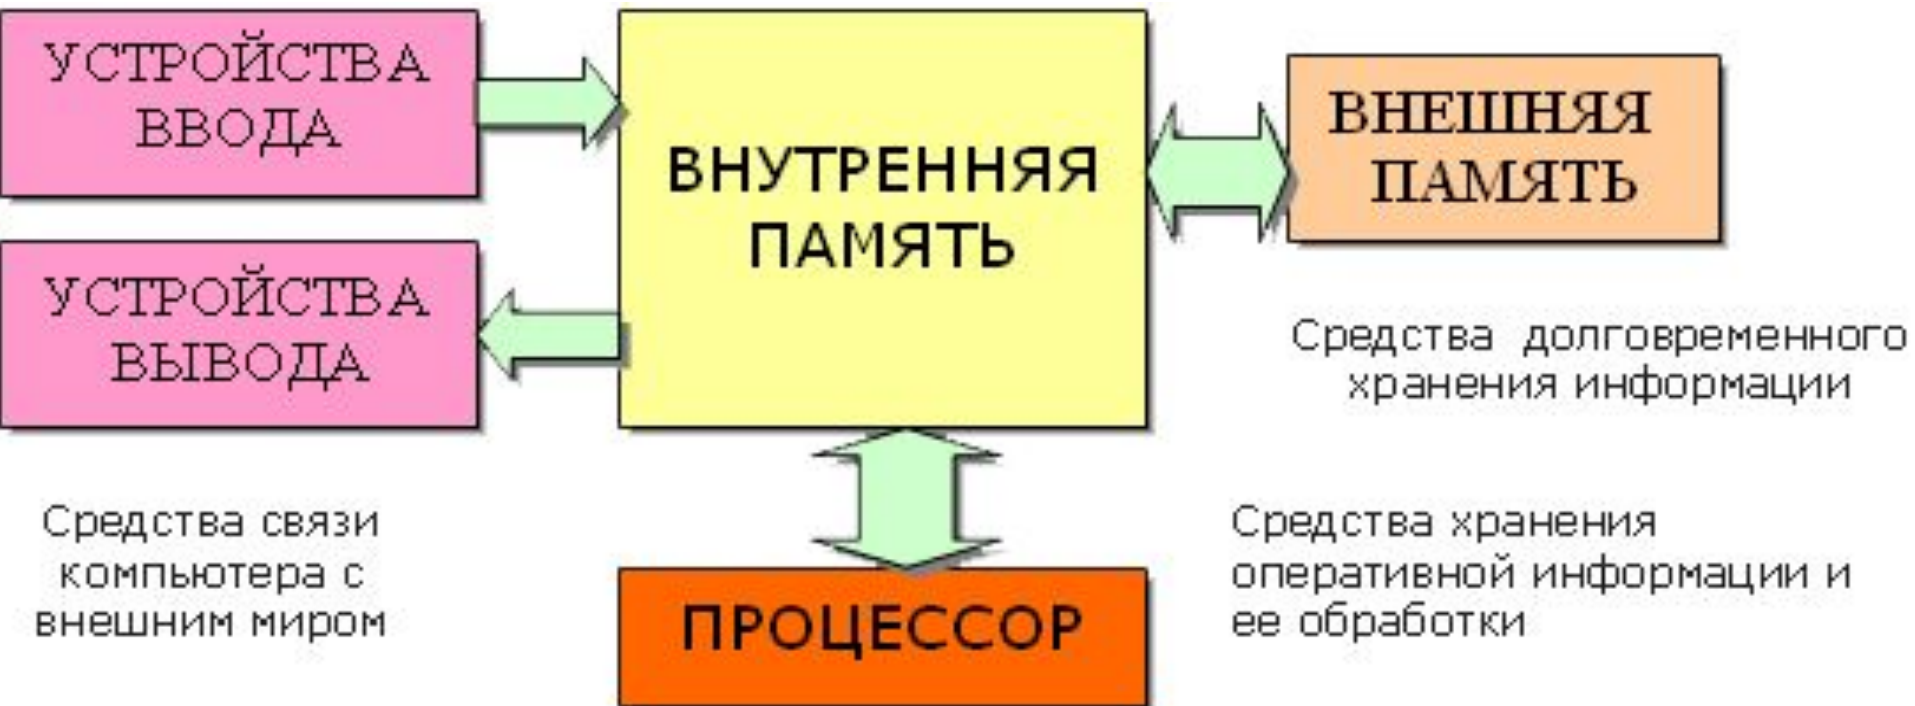 УСТРОЙСТВА
ВВОДА
УСТРОЙСТВА
ВЫВОДА
Средства связи
компьютера с
внешним миром
ВНУТРЕННЯЯ
ПАМЯТЬ
ПРОЦЕССОР
ВНЕШНЯЯ
ПАМЯТЬ
Средства долговременного
хранения информации
Средства хранения
оперативной информации и
ее обработки